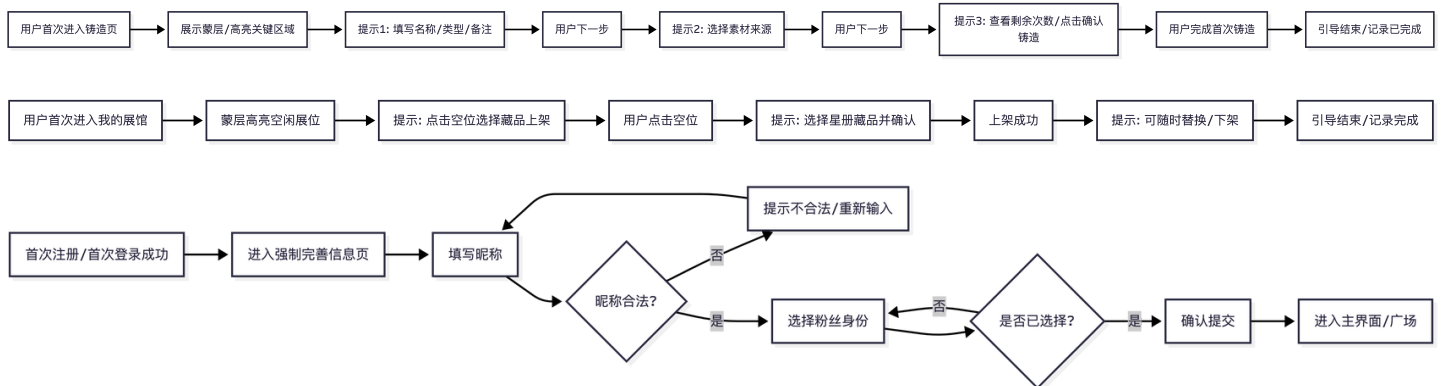 用户首次进入铸造页
展示蒙层/高亮关键区域
提示1: 填写名称/类型/备注
用户下一步
提示2: 选择素材来源
用户下一步
提示3: 查看剩余次数/点击确认
铸造
用户完成首次铸造
引导结束/记录已完成
用户首次进入我的展馆
蒙层高亮空闲展位
提示: 点击空位选择藏品上架
用户点击空位
提示: 选择星册藏品并确认
上架成功
提示: 可随时替换/下架
引导结束/记录完成
首次注册/首次登录成功
进入强制完善信息页
填写昵称
昵称合法?
否
提示不合法/重新输入
是
选择粉丝身份
否
是否已选择?
是
确认提交
进入主界面/广场